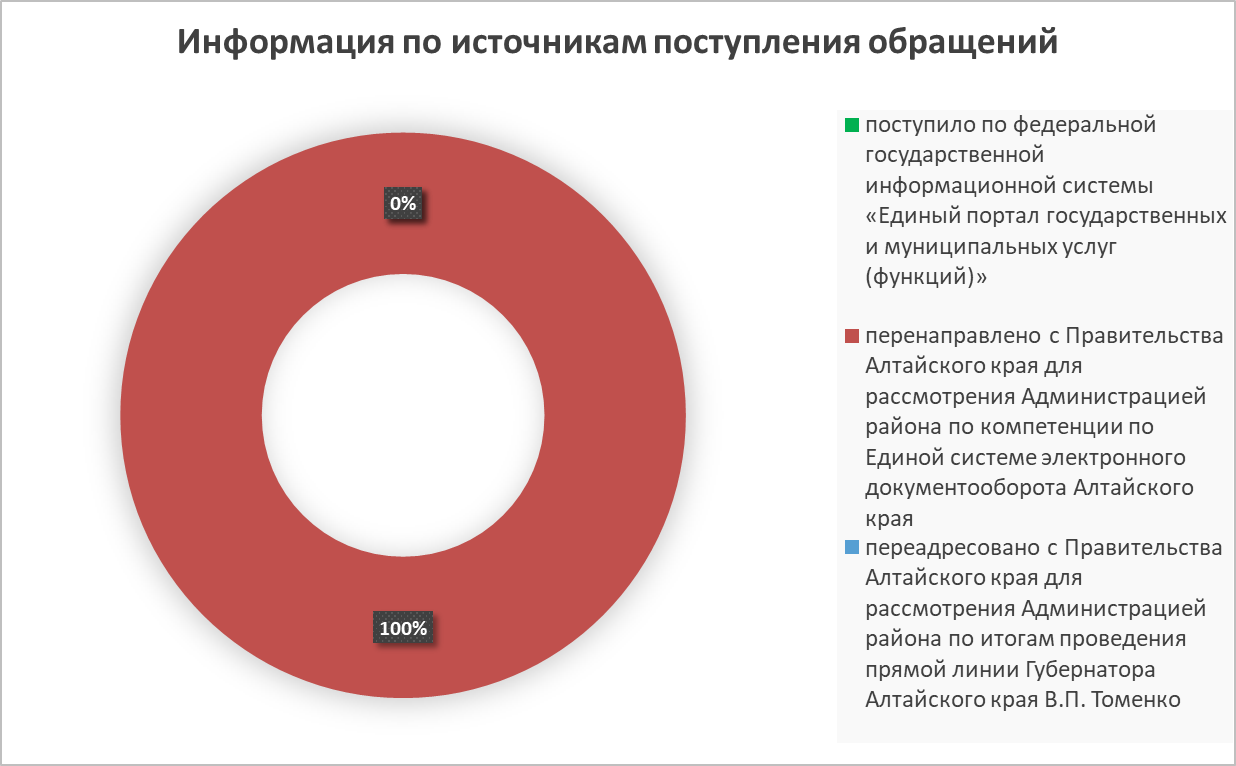 Информация по источникам поступления обращений
0%
100%
поступило по федеральной
государственной
информационной системы
«Единый портал государственных
и муниципальных услуг
(функций)»
перенаправлено с Правительства
Алтайского края для
рассмотрения Администрацией
района по компетенции по
Единой системе электронного
документооборота Алтайского
края
переадресовано с Правительства
Алтайского края для
рассмотрения Администрацией
района по итогам проведения
прямой линии Губернатора
Алтайского края В.П. Томенко